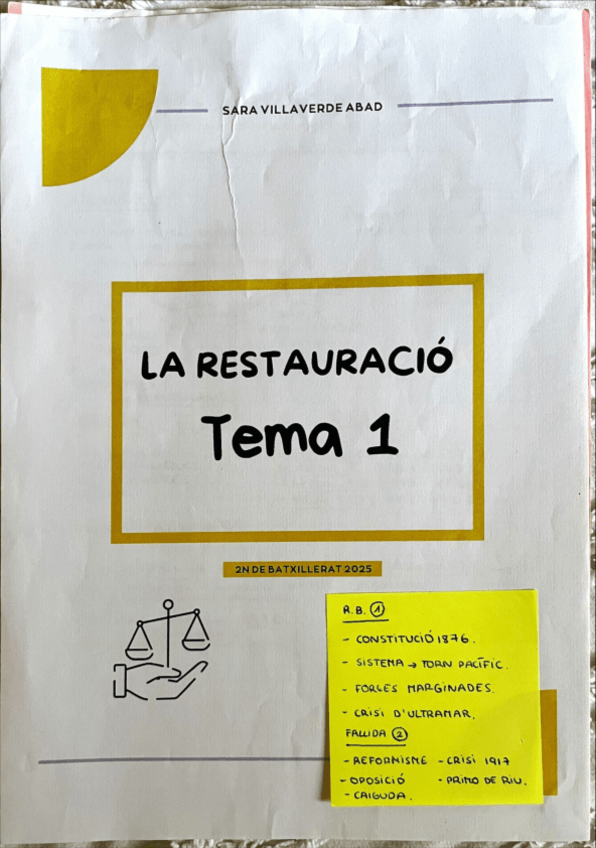 SARA VILLAVERDE ABAD
LA RESTAURACIÓ
Tema 1
2N DE BATXILLERAT 2025
R.B. ①
- CONSTITUCIÓ 1876.
- SISTEMA → TORN PACÍFIC.
- FORCES MARGINADES.
- CRISI D'ULTRAMAR.
FALLIDA ②
- REFORMISME - CRISI 1917
- OPOSICIÓ - PRIMO DE RIV.
- CAIGUDA.